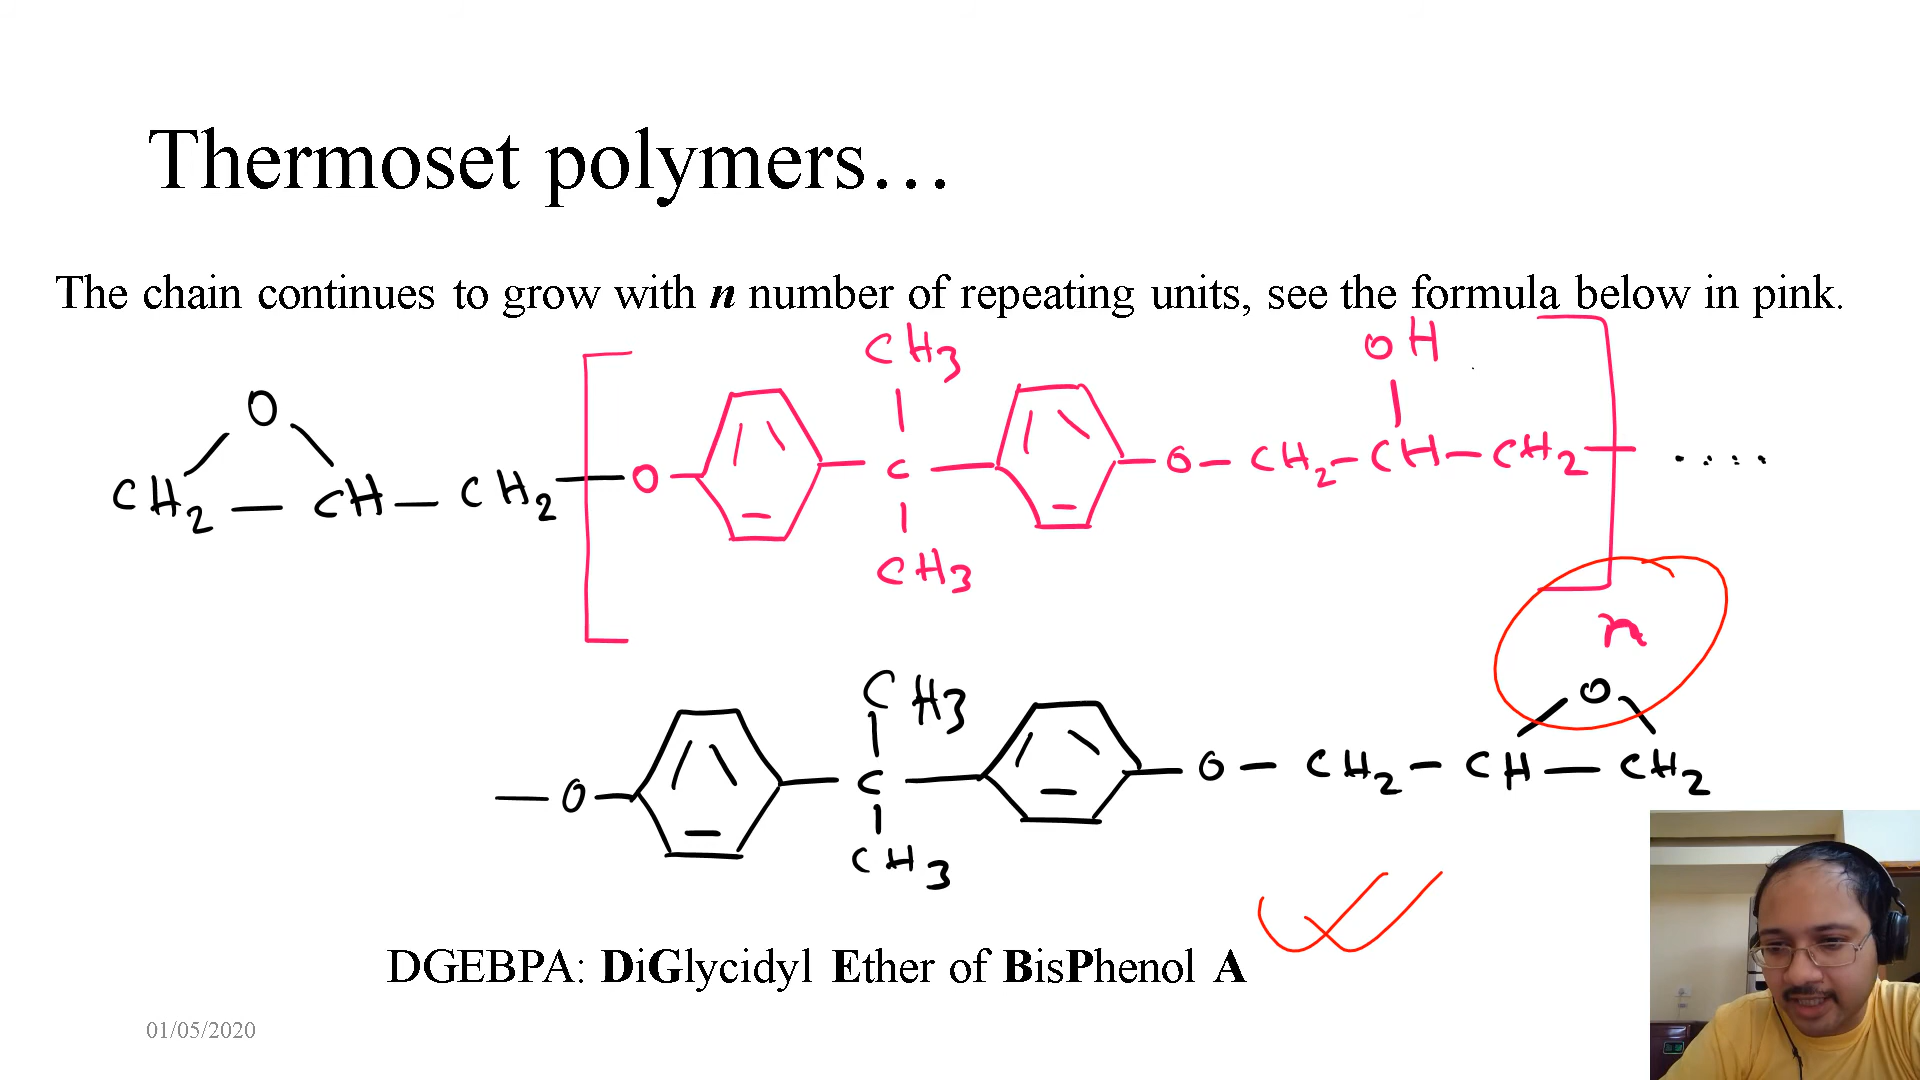 Thermoset polymers…
The chain continues to grow with n number of repeating units, see the formula below in pink.
CH3 OH
O
CH2 — CH — CH2 — O — C — O — CH2 — CH — CH2 — ....
CH3
n
CH3 O
— O — C — O — CH2 — CH — CH2
CH3
DGEBPA: DiGlycidyl Ether of BisPhenol A
01/05/2020